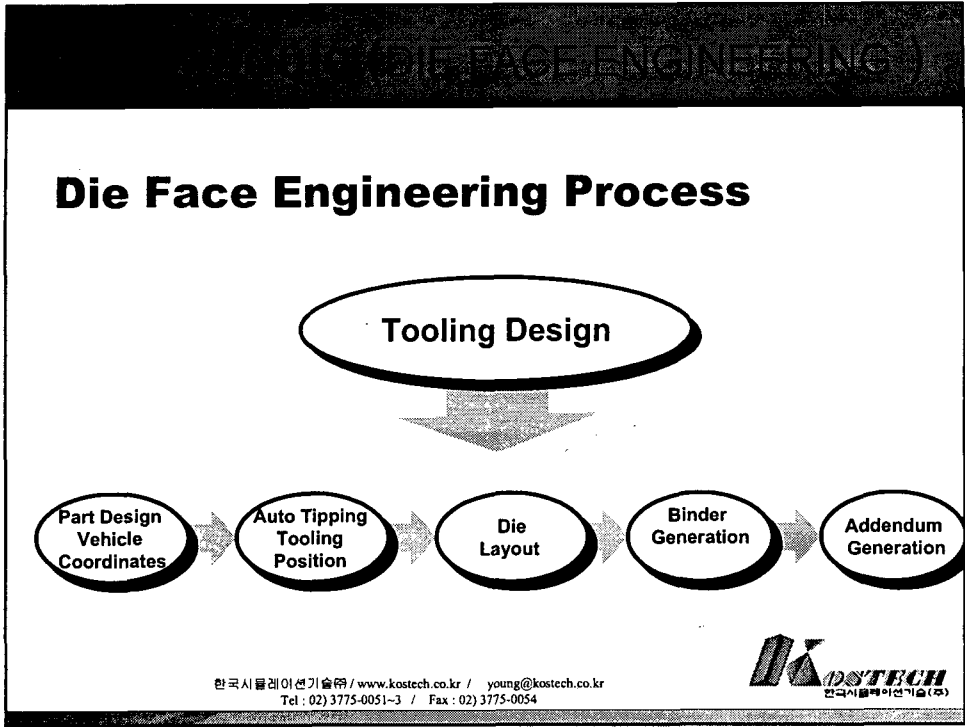 (DIE FACE ENGINEERING )
Die Face Engineering Process
Tooling Design
Part Design
Vehicle
Coordinates
Auto Tipping
Tooling
Position
Die
Layout
Binder
Generation
Addendum
Generation
한국시뮬레이션기술㈜ / www.kostech.co.kr / young@kostech.co.kr
Tel : 02) 3775-0051~3 / Fax : 02) 3775-0054
KOSTECH
한국시뮬레이션기술(주)